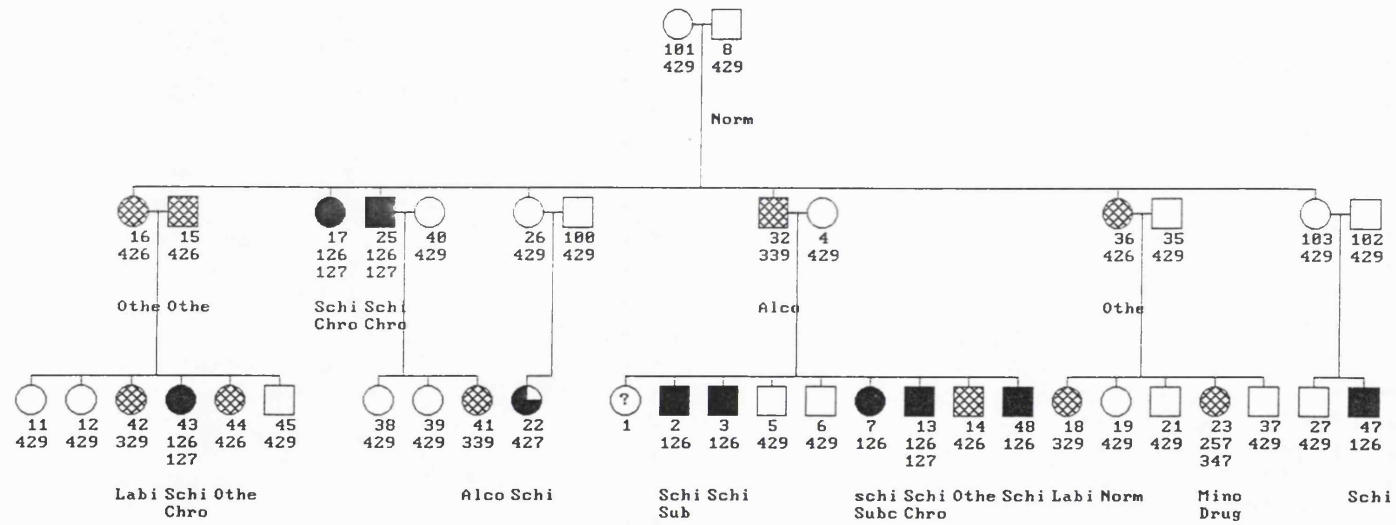 101 8
429 429
Norm
16 15 17 25 40 26 100 32 4 36 35 103 102
426 426 126 126 429 429 429 339 429 426 429 429 429
127 127
Othe Othe Schi Schi Alco Othe
Chro Chro
?
11 12 42 43 44 45 38 39 41 22 1 2 3 5 6 7 13 14 48 18 19 21 23 37 27 47
429 429 329 126 426 429 429 429 339 427 126 126 429 429 126 126 426 126 329 429 429 257 429 429 126
127 127 347
Labi Schi Othe Alco Schi Schi Schi schi Schi Othe Schi Labi Norm Mino Schi
Chro Sub Subc Chro Drug